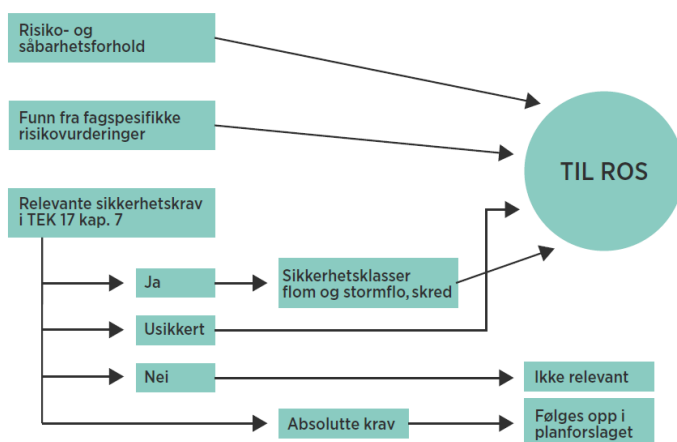 Risiko- og
såbarhetsforhold
Funn fra fagspesifikke
risikovurderinger
TIL ROS
Relevante sikkerhetskrav
i TEK 17 kap. 7
Ja
Sikkerhetsklasser
flom og stormflo, skred
Usikkert
Nei
Ikke relevant
Absolutte krav
Følges opp i
planforslaget